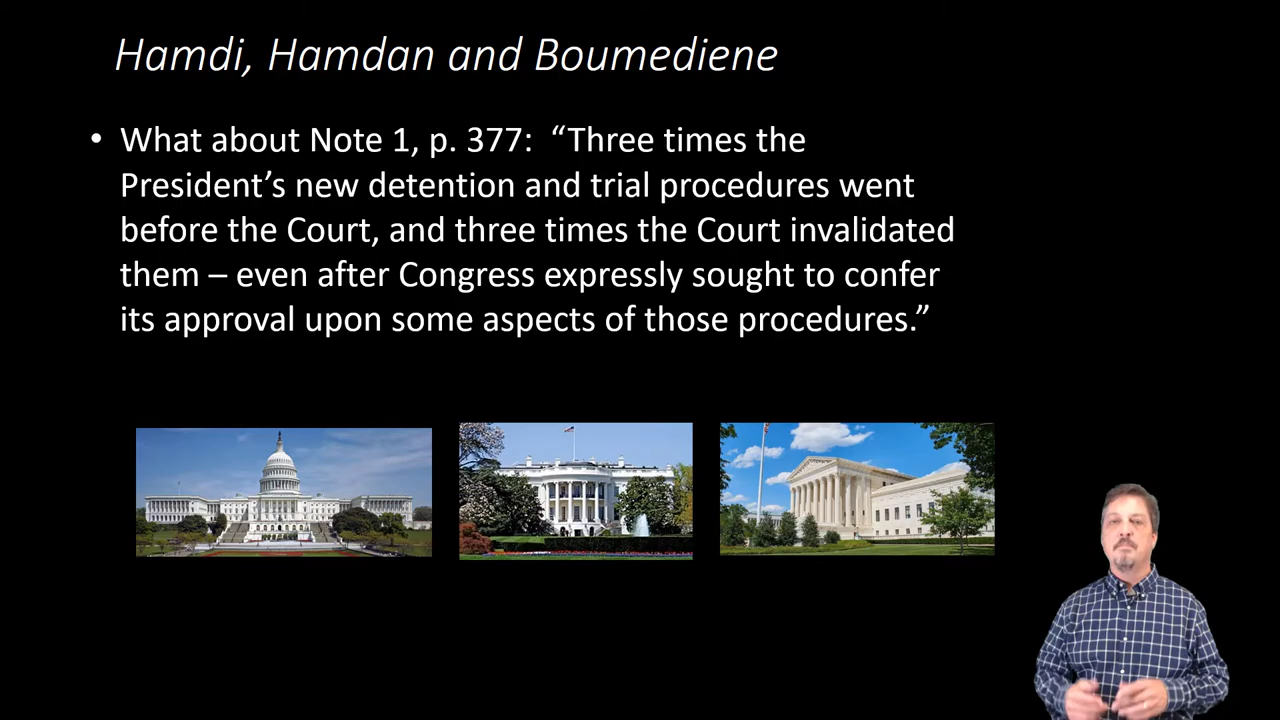 Hamdi, Hamdan and Boumediene
• What about Note 1, p. 377:  “Three times the
President’s new detention and trial procedures went
before the Court, and three times the Court invalidated
them – even after Congress expressly sought to confer
its approval upon some aspects of those procedures.”